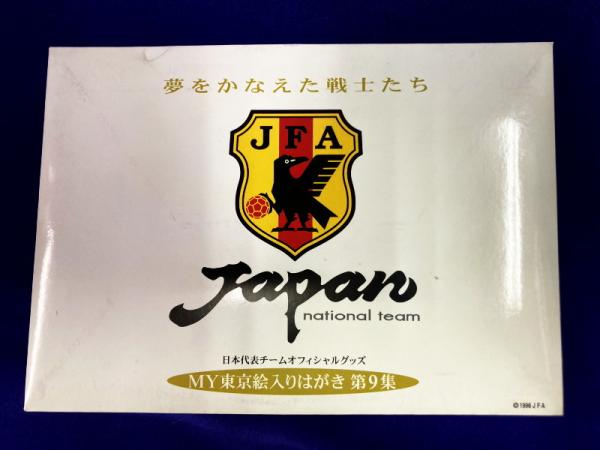 夢をかなえた戦士たち
JFA
Japan
national team
日本代表チームオフィシャルグッズ
MY東京絵入りはがき 第9集
©1996 JFA